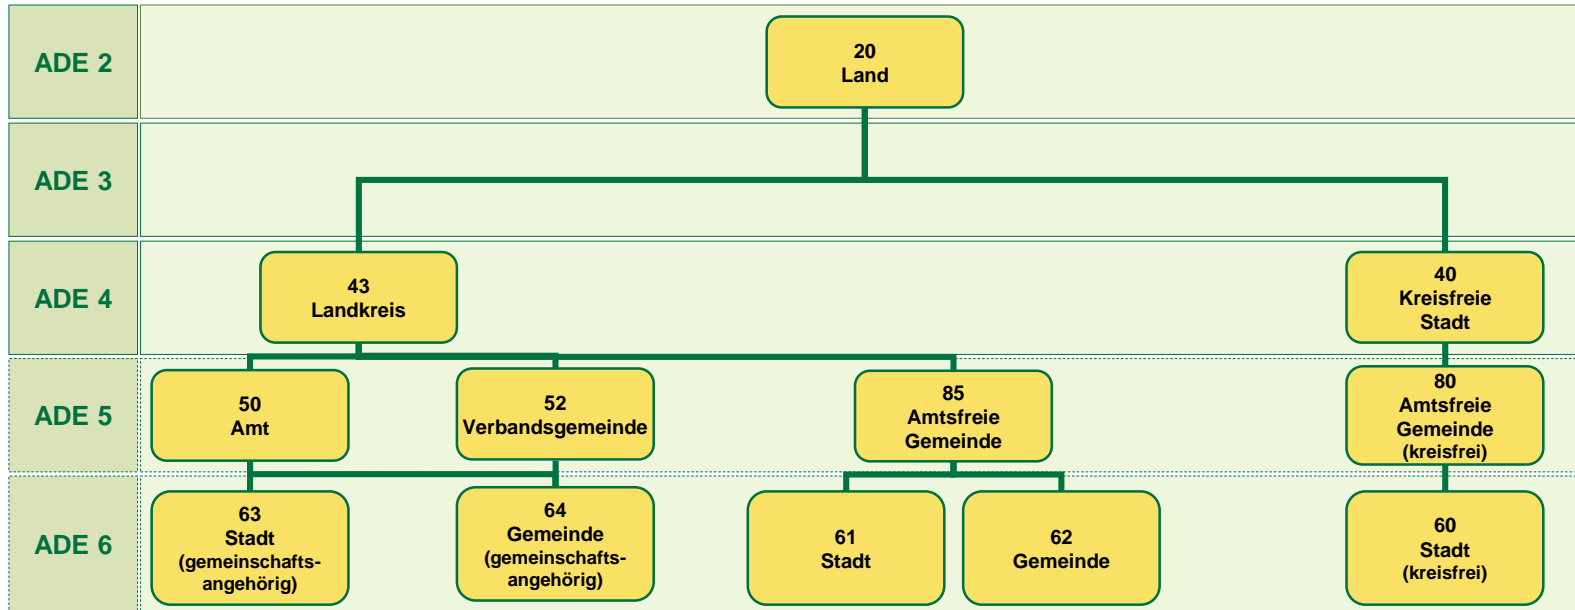 ADE 2
20
Land
ADE 3
ADE 4
43
Landkreis
40
Kreisfreie
Stadt
ADE 5
50
Amt
52
Verbandsgemeinde
85
Amtsfreie
Gemeinde
80
Amtsfreie
Gemeinde
(kreisfrei)
ADE 6
63
Stadt
(gemeinschafts-
angehörig)
64
Gemeinde
(gemeinschafts-
angehörig)
61
Stadt
62
Gemeinde
60
Stadt
(kreisfrei)